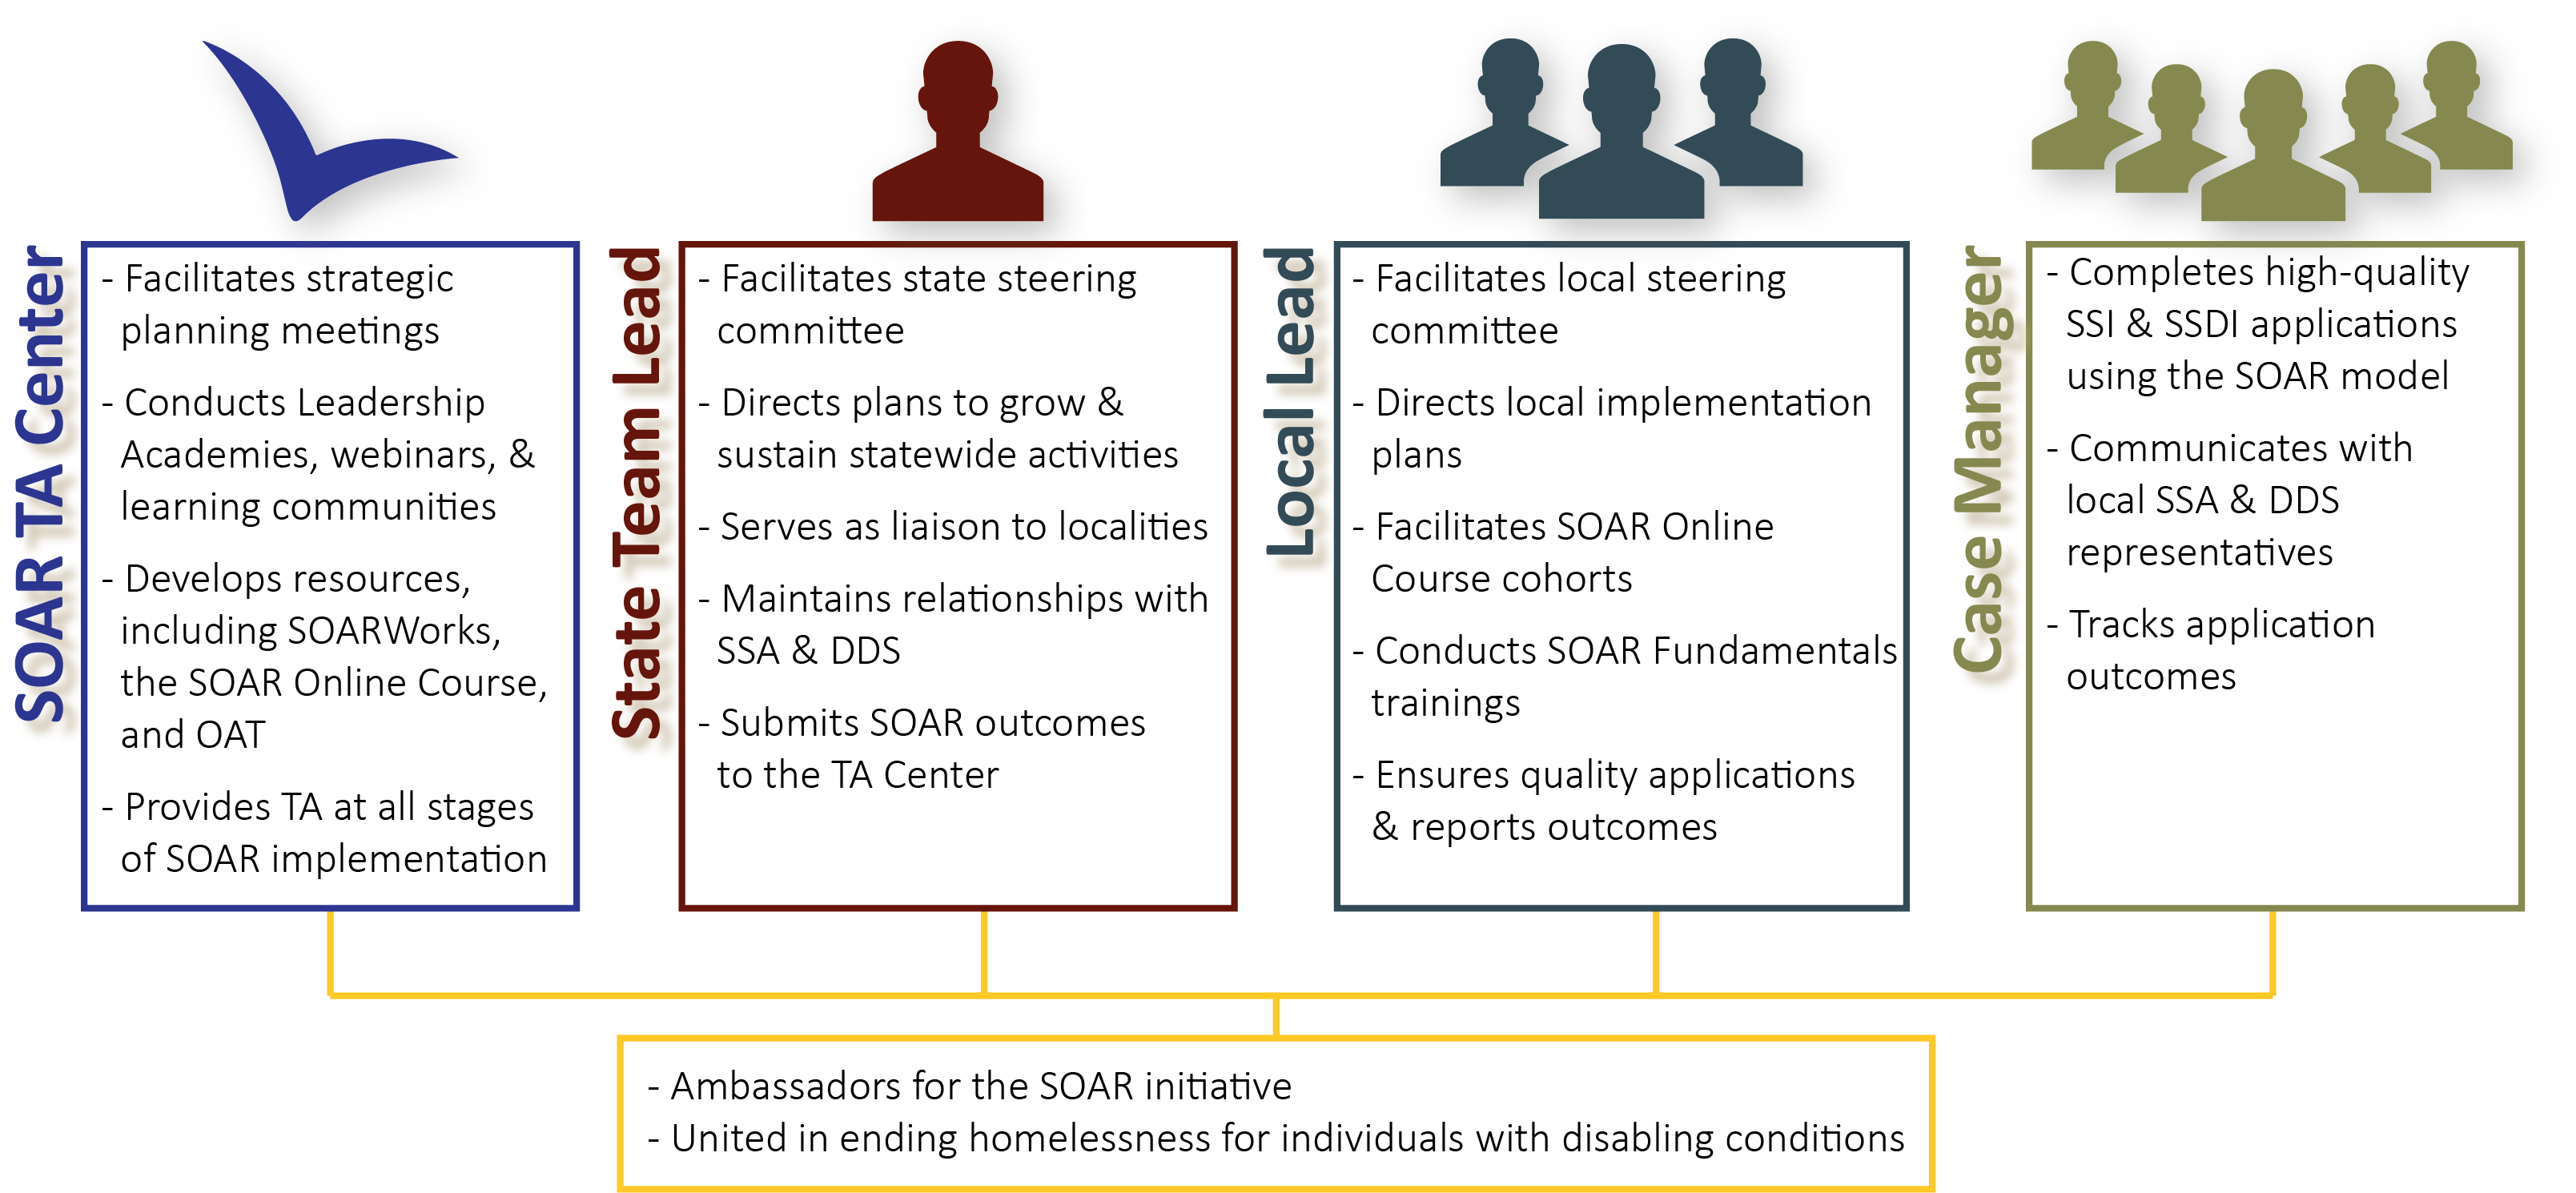 SOAR TA Center
- Facilitates strategic
planning meetings
- Conducts Leadership
Academies, webinars, &
learning communities
- Develops resources,
including SOARWorks,
the SOAR Online Course,
and OAT
- Provides TA at all stages
of SOAR implementation
State Team Lead
- Facilitates state steering
committee
- Directs plans to grow &
sustain statewide activities
- Serves as liaison to localities
- Maintains relationships with
SSA & DDS
- Submits SOAR outcomes
to the TA Center
Local Lead
- Facilitates local steering
committee
- Directs local implementation
plans
- Facilitates SOAR Online
Course cohorts
- Conducts SOAR Fundamentals
trainings
- Ensures quality applications
& reports outcomes
Case Manager
- Completes high-quality
SSI & SSDI applications
using the SOAR model
- Communicates with
local SSA & DDS
representatives
- Tracks application
outcomes
- Ambassadors for the SOAR initiative
- United in ending homelessness for individuals with disabling conditions